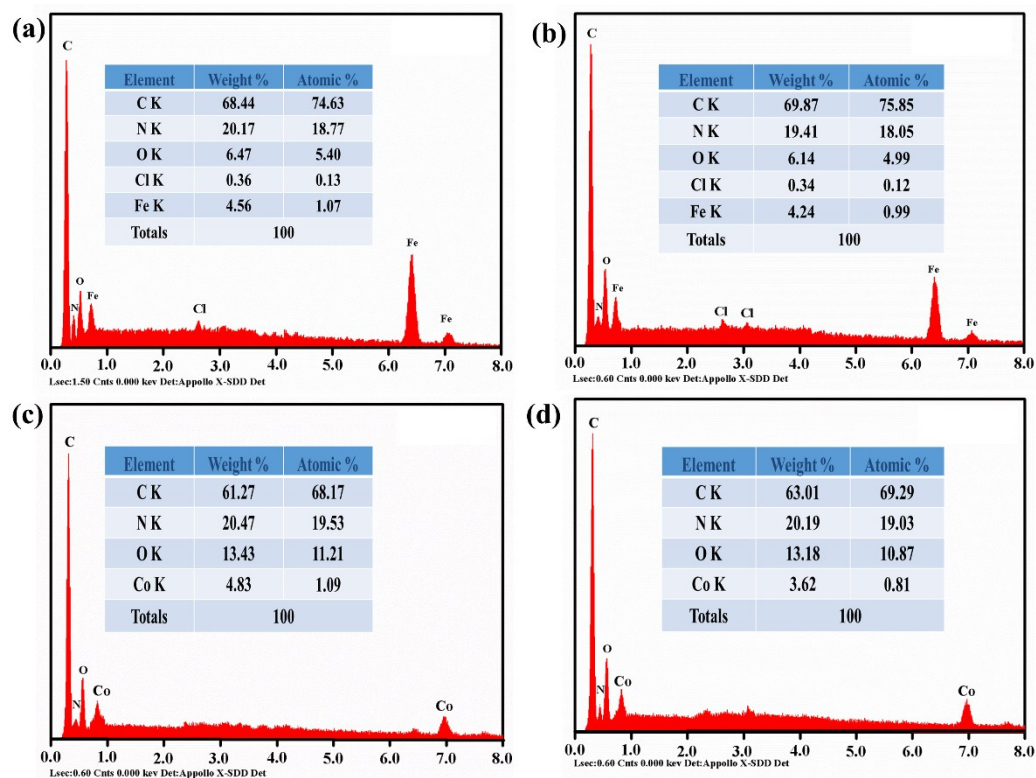 (a)
C
Element Weight % Atomic %
C K 68.44 74.63
N K 20.17 18.77
O K 6.47 5.40
Cl K 0.36 0.13
Fe K 4.56 1.07
Totals 100
N
O
Fe
Cl
Fe
Fe
0.0 1.0 2.0 3.0 4.0 5.0 6.0 7.0 8.0
Lsec:1.50 Cnts 0.000 kev Det:Appollo X-SDD Det
(b)
C
Element Weight % Atomic %
C K 69.87 75.85
N K 19.41 18.05
O K 6.14 4.99
Cl K 0.34 0.12
Fe K 4.24 0.99
Totals 100
N
O
Fe
Cl
Cl
Fe
Fe
0.0 1.0 2.0 3.0 4.0 5.0 6.0 7.0 8.0
Lsec:0.60 Cnts 0.000 kev Det:Appollo X-SDD Det
(c)
C
Element Weight % Atomic %
C K 61.27 68.17
N K 20.47 19.53
O K 13.43 11.21
Co K 4.83 1.09
Totals 100
N
O
Co
Co
0.0 1.0 2.0 3.0 4.0 5.0 6.0 7.0 8.0
Lsec:0.60 Cnts 0.000 kev Det:Appollo X-SDD Det
(d)
C
Element Weight % Atomic %
C K 63.01 69.29
N K 20.19 19.03
O K 13.18 10.87
Co K 3.62 0.81
Totals 100
N
O
Co
Co
0.0 1.0 2.0 3.0 4.0 5.0 6.0 7.0 8.0
Lsec:0.60 Cnts 0.000 kev Det:Appollo X-SDD Det